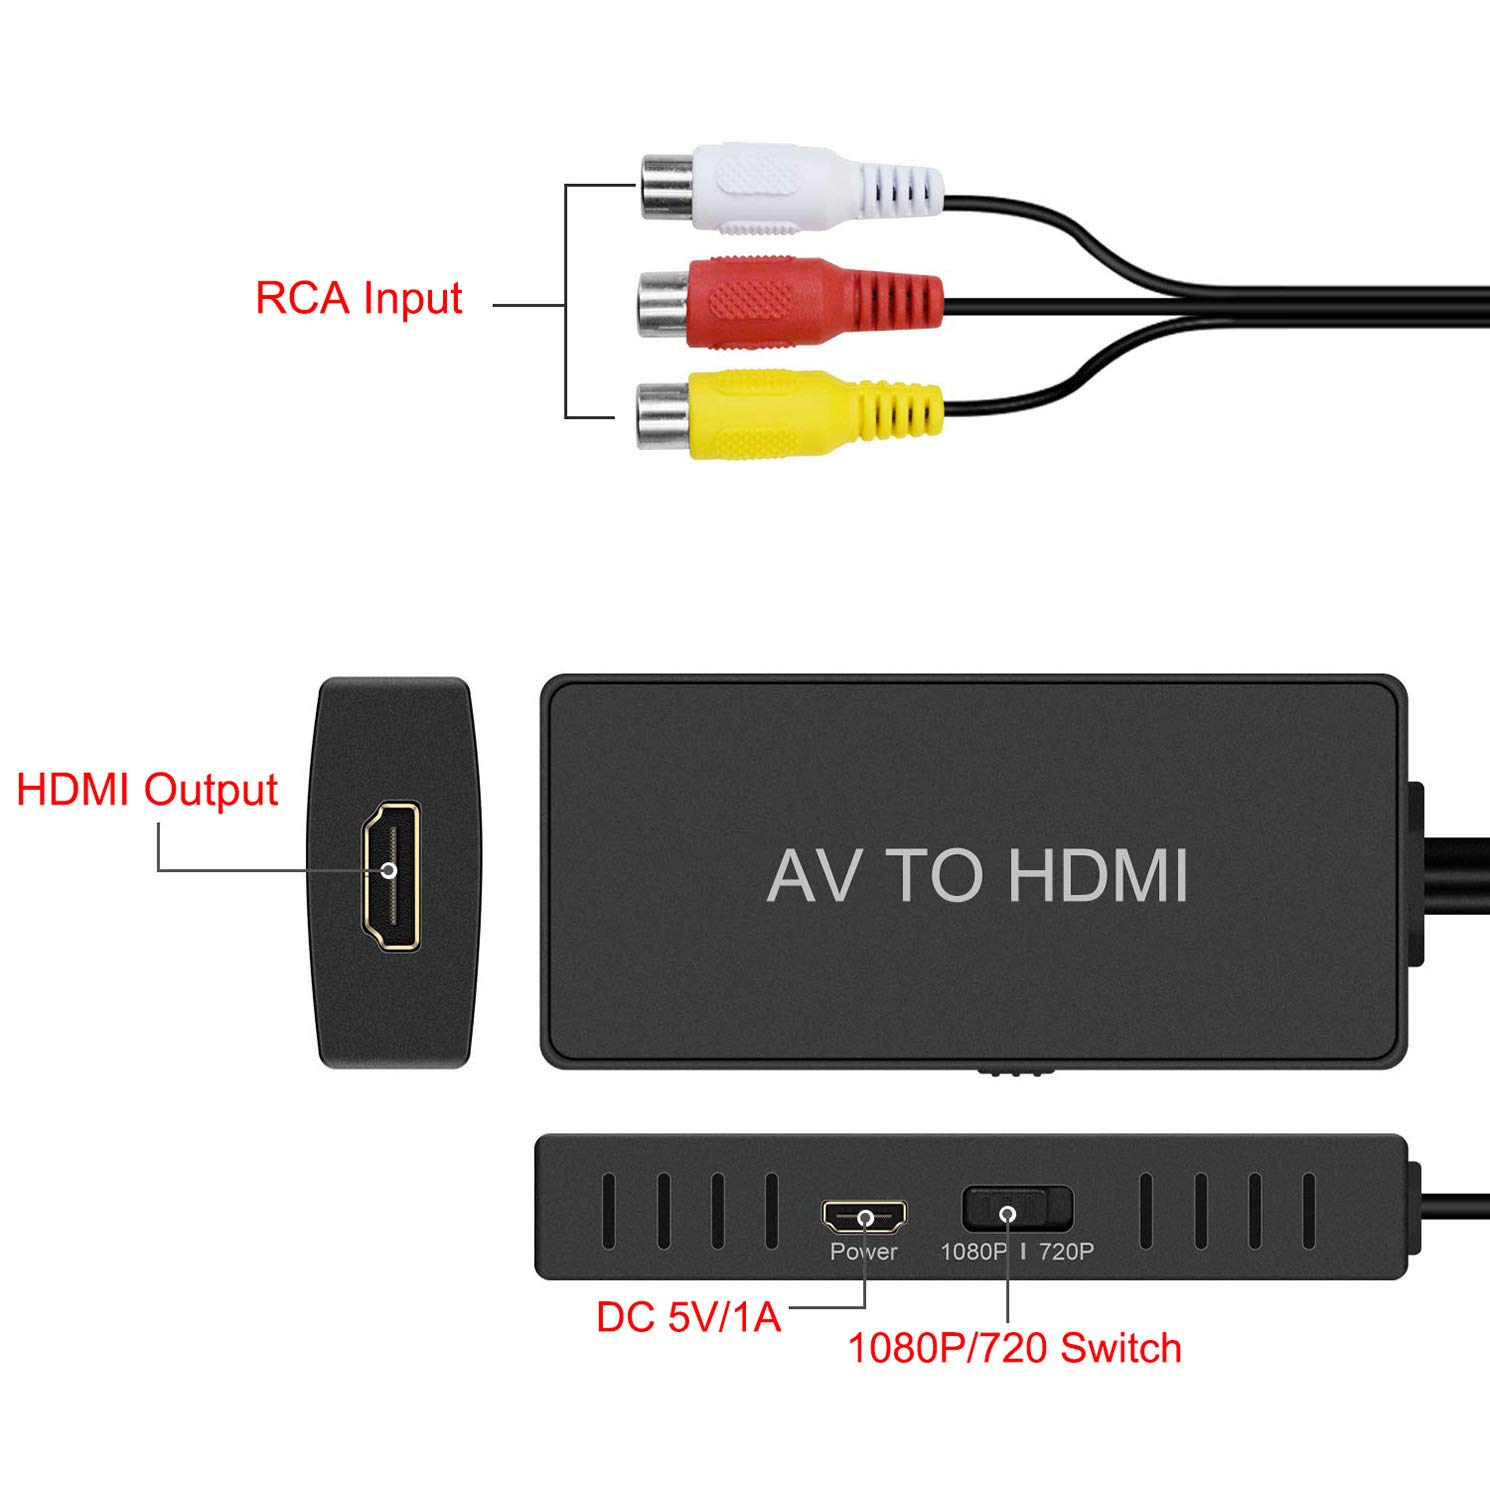 RCA Input
HDMI Output
AV TO HDMI
Power
1080P I 720P
DC 5V/1A
1080P/720 Switch